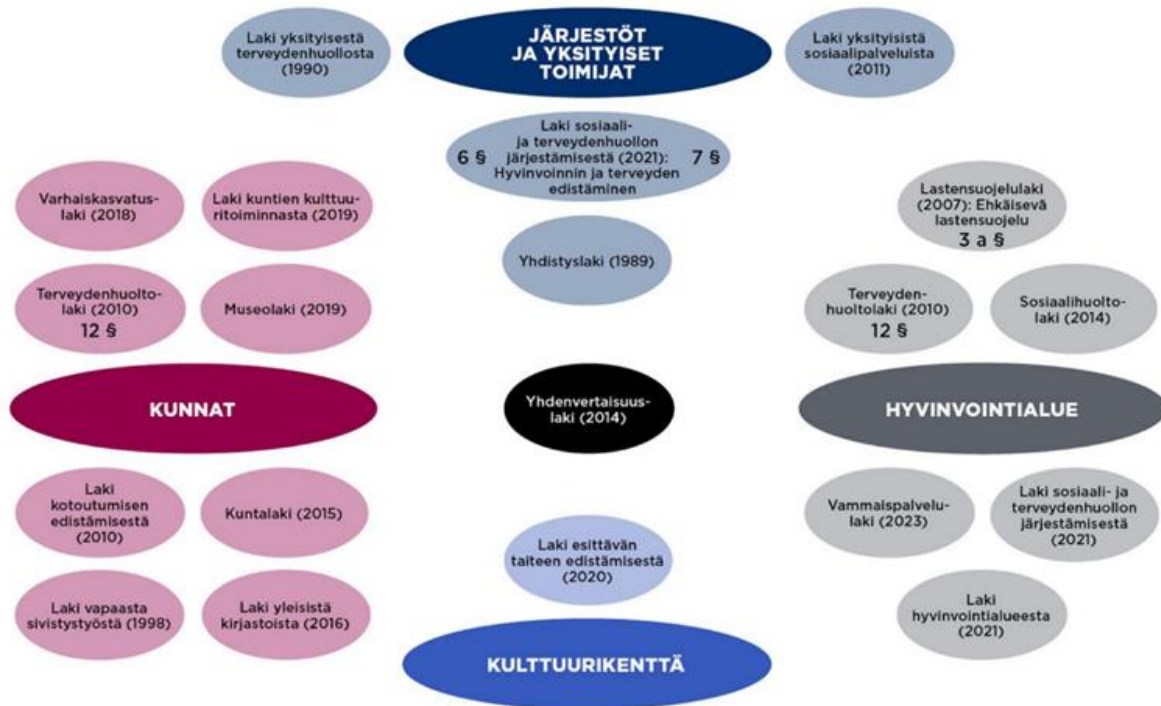 Laki yksityisestä
terveydenhuollosta
(1990)
JÄRJESTÖT
JA YKSITYISET
TOIMIJAT
Laki yksityisistä
sosiaalipalveluista
(2011)
6 §
Laki sosiaali-
ja terveydenhuollon
järjestämisestä (2021):
Hyvinvoinnin ja terveyden
edistäminen
7 §
Yhdistyslaki (1989)
Varhaiskasvatus-
laki (2018)
Laki kuntien kulttuu-
ritoiminnasta (2019)
Terveydenhuolto-
laki (2010)
12 §
Museolaki (2019)
KUNNAT
Laki
kotoutumisen
edistämisestä
(2010)
Kuntalaki (2015)
Laki vapaasta
sivistystyöstä (1998)
Laki yleisistä
kirjastoista (2016)
Yhdenvertaisuus-
laki (2014)
Laki esittävän
taiteen edistämisestä
(2020)
KULTTUURIKENTTÄ
Lastensuojelulaki
(2007): Ehkäisevä
lastensuojelu
3 a §
Terveyden-
huoltolaki (2010)
12 §
Sosiaalihuolto-
laki (2014)
HYVINVOINTIALUE
Vammaispalvelu-
laki (2023)
Laki sosiaali- ja
terveydenhuollon
järjestämisestä
(2021)
Laki
hyvinvointialueesta
(2021)